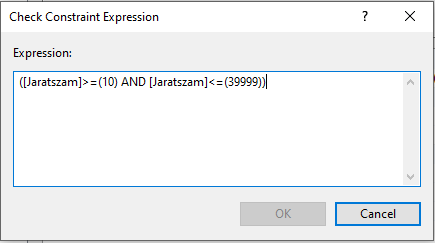 Check Constraint Expression
Expression:
([Jaratszam]>=(10) AND [Jaratszam]<=(39999))
OK
Cancel